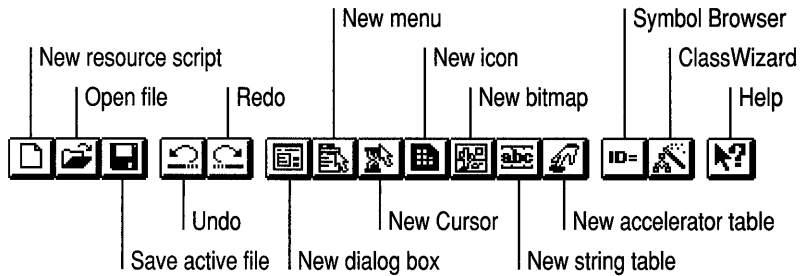 New menu
Symbol Browser
New resource script
New icon
ClassWizard
Open file
Redo
New bitmap
Help
abc
ID=
?
Undo
New Cursor
New accelerator table
Save active file
New dialog box
New string table